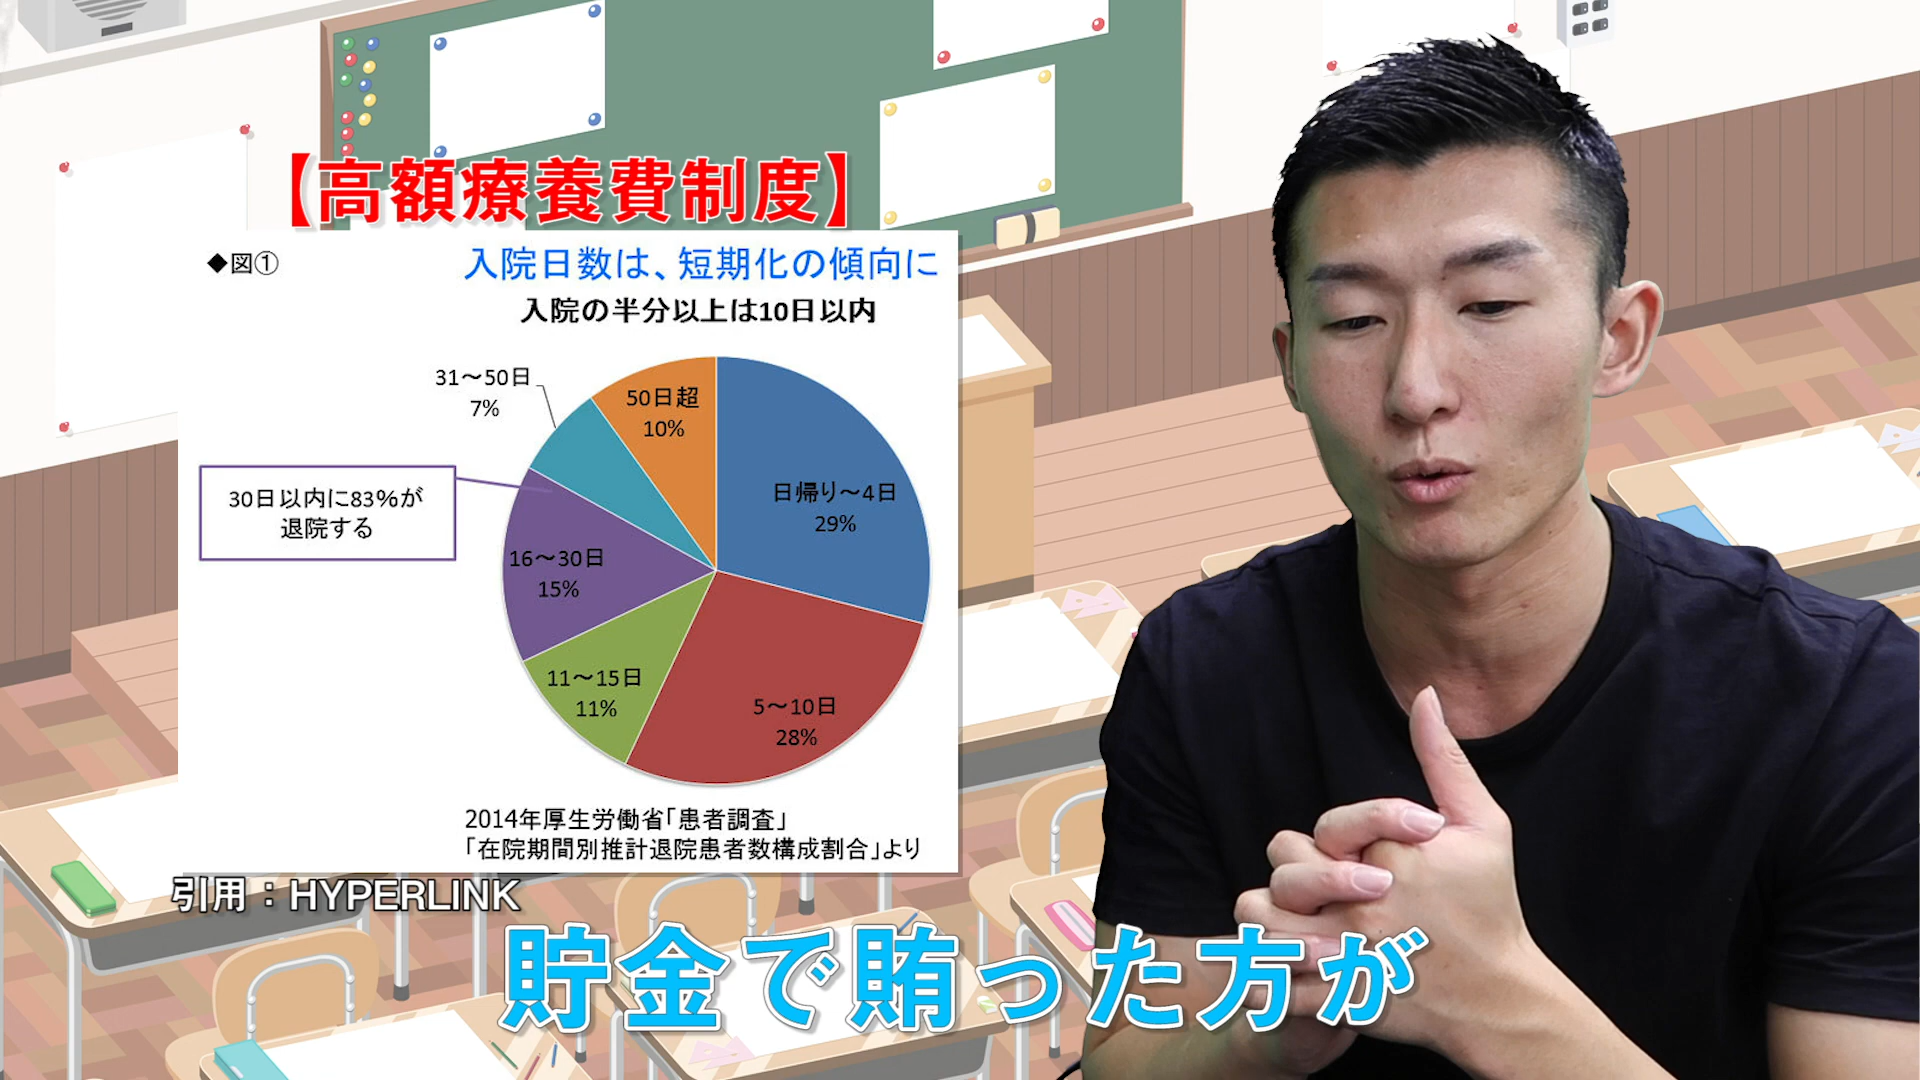 【高額療養費制度】
◆図①
入院日数は、短期化の傾向に
入院の半分以上は10日以内
31～50日
7%
50日超
10%
日帰り～4日
29%
30日以内に83%が
退院する
16～30日
15%
11～15日
11%
5～10日
28%
2014年厚生労働省「患者調査」
「在院期間別推計退院患者数構成割合」より
引用：HYPERLINK
貯金で賄った方が